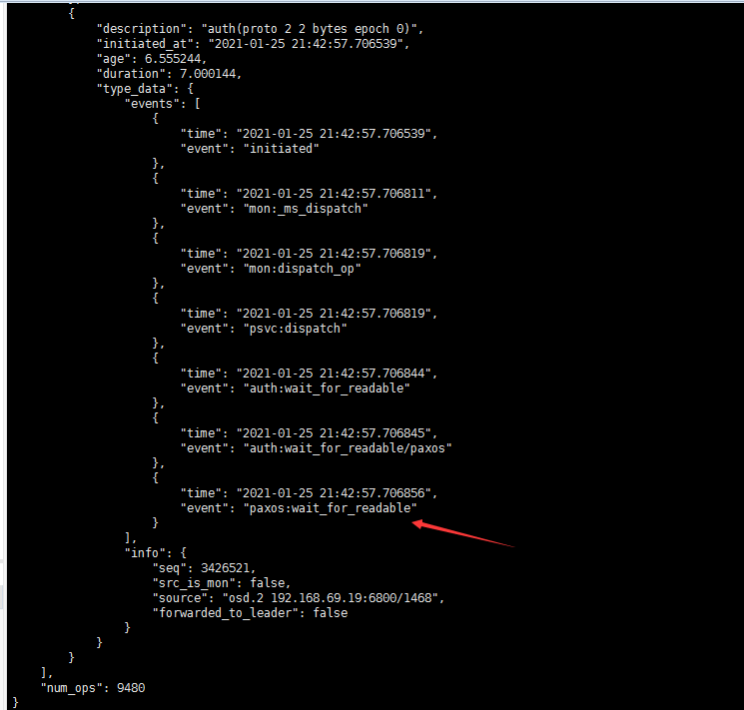 {
"description": "auth(proto 2 2 bytes epoch 0)",
"initiated_at": "2021-01-25 21:42:57.706539",
"age": 6.555244,
"duration": 7.000144,
"type_data": {
"events": [
{
"time": "2021-01-25 21:42:57.706539",
"event": "initiated"
},
{
"time": "2021-01-25 21:42:57.706811",
"event": "mon:_ms_dispatch"
},
{
"time": "2021-01-25 21:42:57.706819",
"event": "mon:dispatch_op"
},
{
"time": "2021-01-25 21:42:57.706819",
"event": "psvc:dispatch"
},
{
"time": "2021-01-25 21:42:57.706844",
"event": "auth:wait_for_readable"
},
{
"time": "2021-01-25 21:42:57.706845",
"event": "auth:wait_for_readable/paxos"
},
{
"time": "2021-01-25 21:42:57.706856",
"event": "paxos:wait_for_readable"
}
],
"info": {
"seq": 3426521,
"src_is_mon": false,
"source": "osd.2 192.168.69.19:6800/1468",
"forwarded_to_leader": false
}
}
}
],
"num_ops": 9480
}